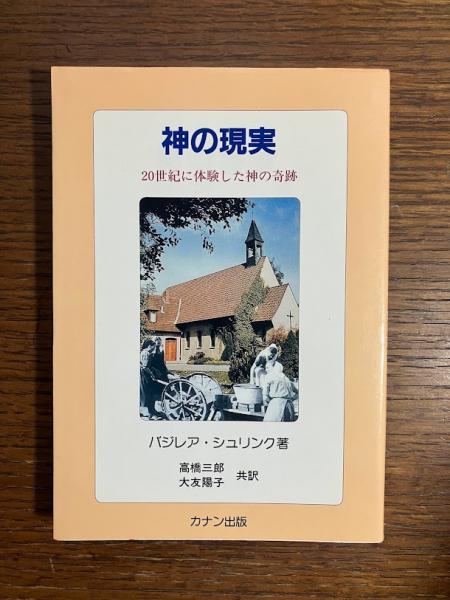 神の現実
20世紀に体験した神の奇跡
バジレア・シュリンク著
高橋三郎
大友陽子
共訳
カナン出版